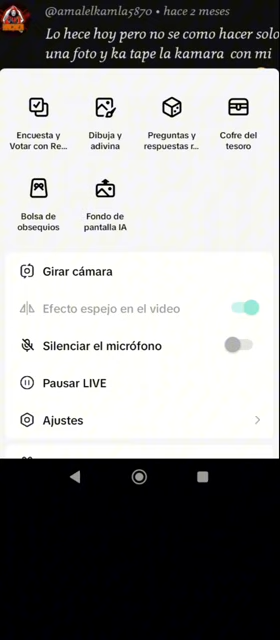 @amalelkamla5870 • hace 2 meses
Lo hece hoy pero no se como hacer solo
una foto y ka tape la kamara con mi
Encuesta y
Votar con Re...
Dibuja y
adivina
Preguntas y
respuestas r...
Cofre del
tesoro
Bolsa de
obsequios
Fondo de
pantalla IA
Girar cámara
Efecto espejo en el video
Silenciar el micrófono
Pausar LIVE
Ajustes